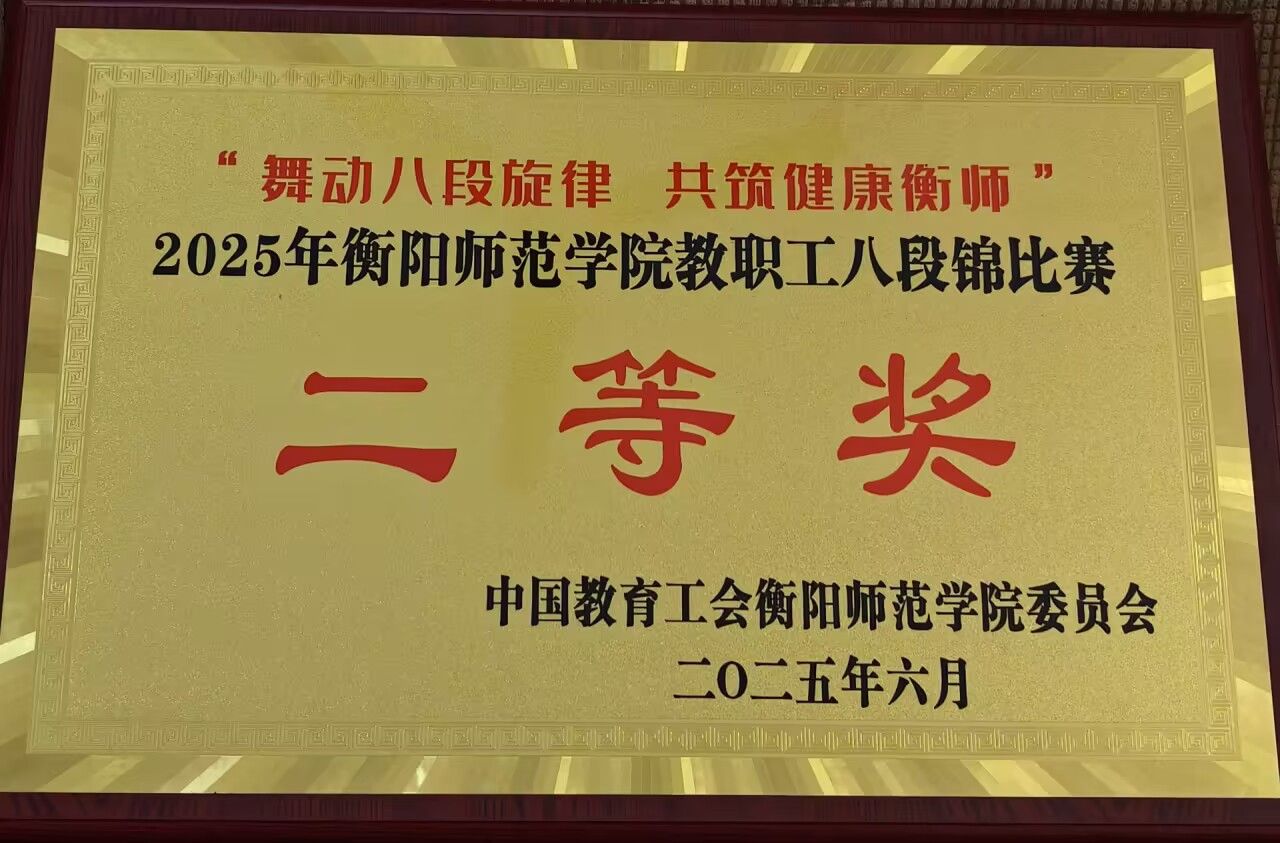 “舞动八段旋律 共筑健康衡师”
2025年衡阳师范学院教职工八段锦比赛
二等奖
中国教育工会衡阳师范学院委员会
二〇二五年六月